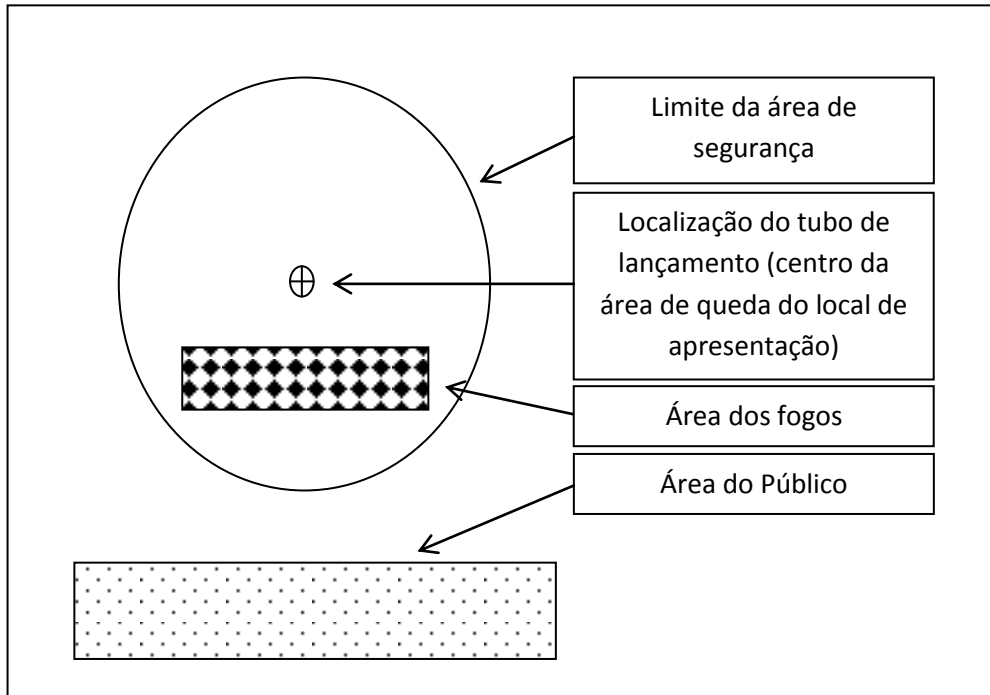 Limite da área de
segurança
Localização do tubo de
lançamento (centro da
área de queda do local de
apresentação)
Área dos fogos
Área do Público